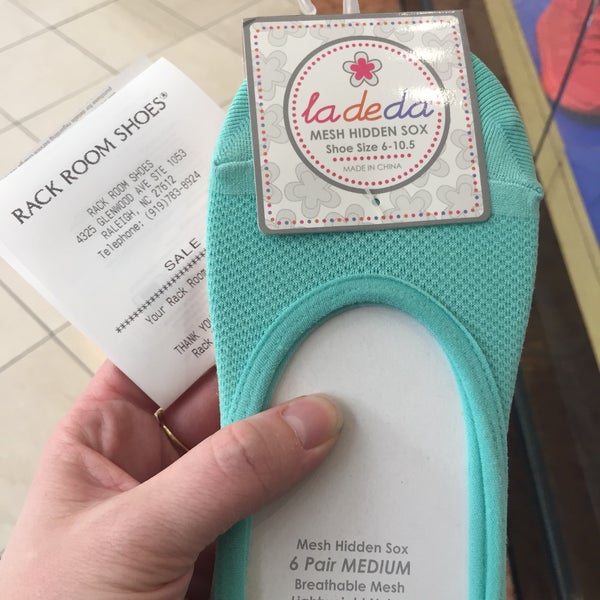 RACK ROOM SHOES®
RACK ROOM SHOES
4325 GLENWOOD AVE STE 1053
RALEIGH, NC 27612
Telephone: (919)783-8924
SALE
Your Rack Room
THANK YOU
Rack
ladeda
MESH HIDDEN SOX
Shoe Size 6-10.5
MADE IN CHINA
Mesh Hidden Sox
6 Pair MEDIUM
Breathable Mesh